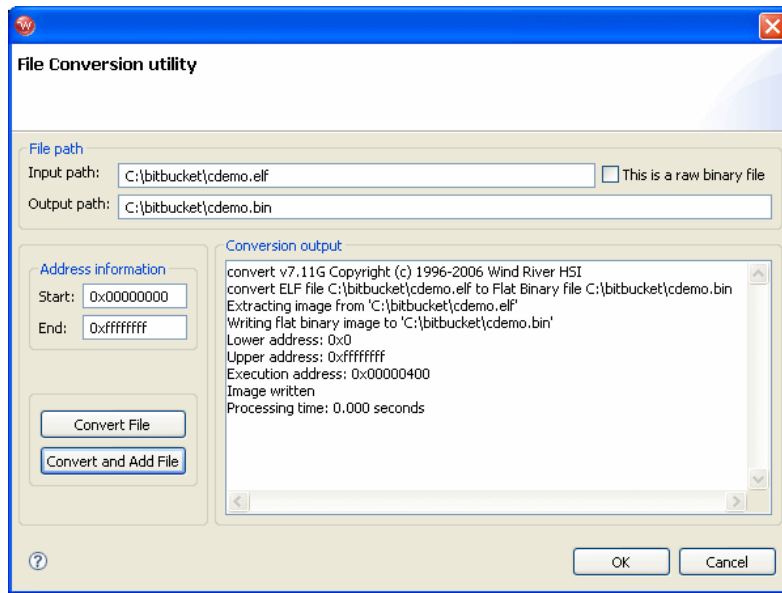 File Conversion utility
File path
Input path: C:\bitbucket\cdemo.elf This is a raw binary file
Output path: C:\bitbucket\cdemo.bin
Address information
Start: 0x00000000
End: 0xffffffff
Convert File
Convert and Add File
Conversion output
convert v7.11G Copyright (c) 1996-2006 Wind River HSI
convert ELF file C:\bitbucket\cdemo.elf to Flat Binary file C:\bitbucket\cdemo.bin
Extracting image from 'C:\bitbucket\cdemo.elf'
Writing flat binary image to 'C:\bitbucket\cdemo.bin'
Lower address: 0x0
Upper address: 0xffffffff
Execution address: 0x00000400
Image written
Processing time: 0.000 seconds
?
OK Cancel